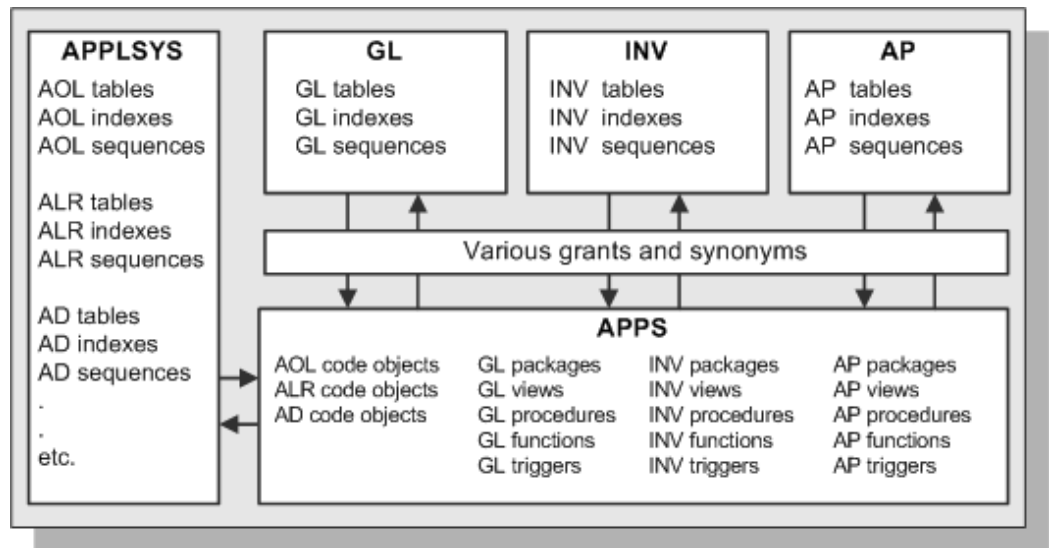 APPLSYS
AOL tables
AOL indexes
AOL sequences
ALR tables
ALR indexes
ALR sequences
AD tables
AD indexes
AD sequences
.
.
etc.
GL
GL tables
GL indexes
GL sequences
INV
INV tables
INV indexes
INV sequences
AP
AP tables
AP indexes
AP sequences
Various grants and synonyms
APPS
AOL code objects
ALR code objects
AD code objects
GL packages
GL views
GL procedures
GL functions
GL triggers
INV packages
INV views
INV procedures
INV functions
INV triggers
AP packages
AP views
AP procedures
AP functions
AP triggers